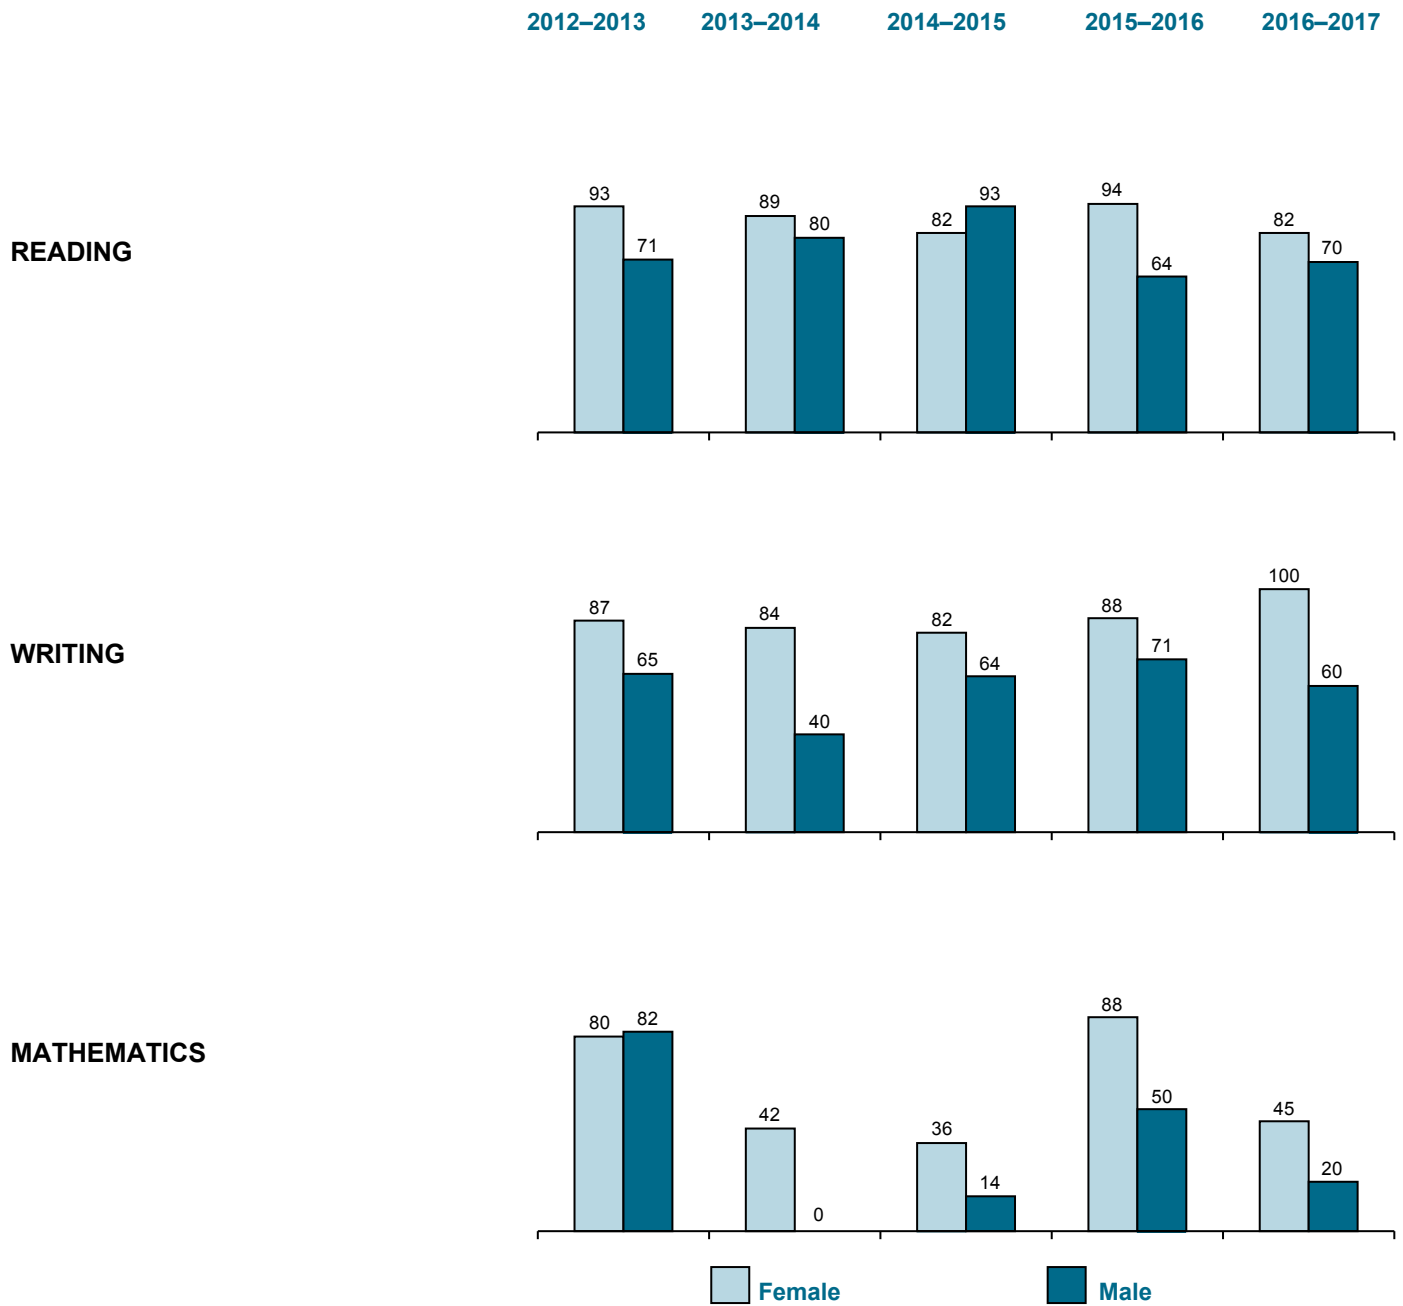 2012–2013 2013–2014 2014–2015 2015–2016 2016–2017
READING
93 71 89 80 82 93 94 64 82 70
WRITING
87 65 84 40 82 64 88 71 100 60
MATHEMATICS
80 82 42 0 36 14 88 50 45 20
Female Male